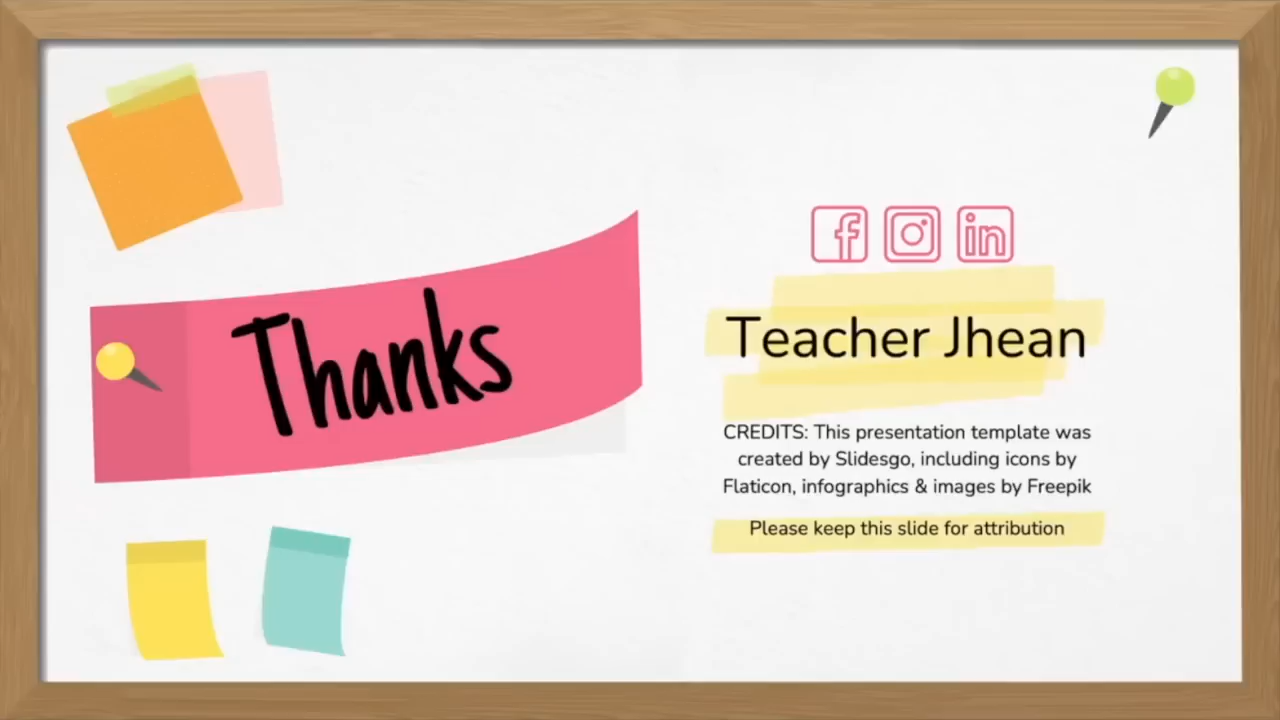 Thanks
Teacher Jhean
CREDITS: This presentation template was
created by Slidesgo, including icons by
Flaticon, infographics & images by Freepik
Please keep this slide for attribution